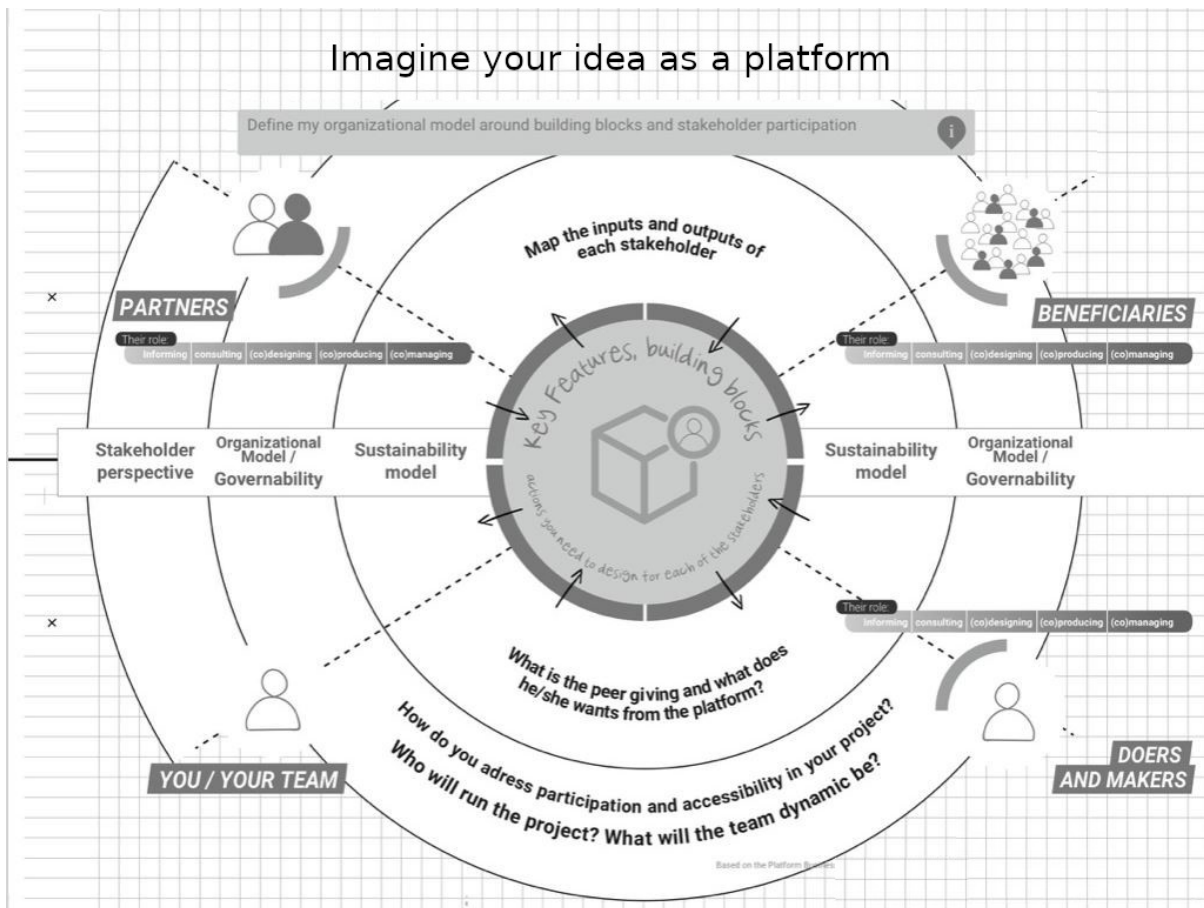 Imagine your idea as a platform
Define my organizational model around building blocks and stakeholder participation
i
Map the inputs and outputs of
each stakeholder
PARTNERS
Their role:
Informing consulting (co)designing (co)producing (co)managing
BENEFICIARIES
Their role:
Informing consulting (co)designing (co)producing (co)managing
Key Features, building blocks
Stakeholder
perspective
Organizational
Model /
Governability
Sustainability
model
Sustainability
model
Organizational
Model /
Governability
actions you need to design for each of the stakeholders
Their role:
Informing consulting (co)designing (co)producing (co)managing
What is the peer giving and what does
he/she wants from the platform?
YOU / YOUR TEAM
How do you adress participation and accessibility in your project?
Who will run the project? What will the team dynamic be?
DOERS
AND MAKERS
Based on the Platform